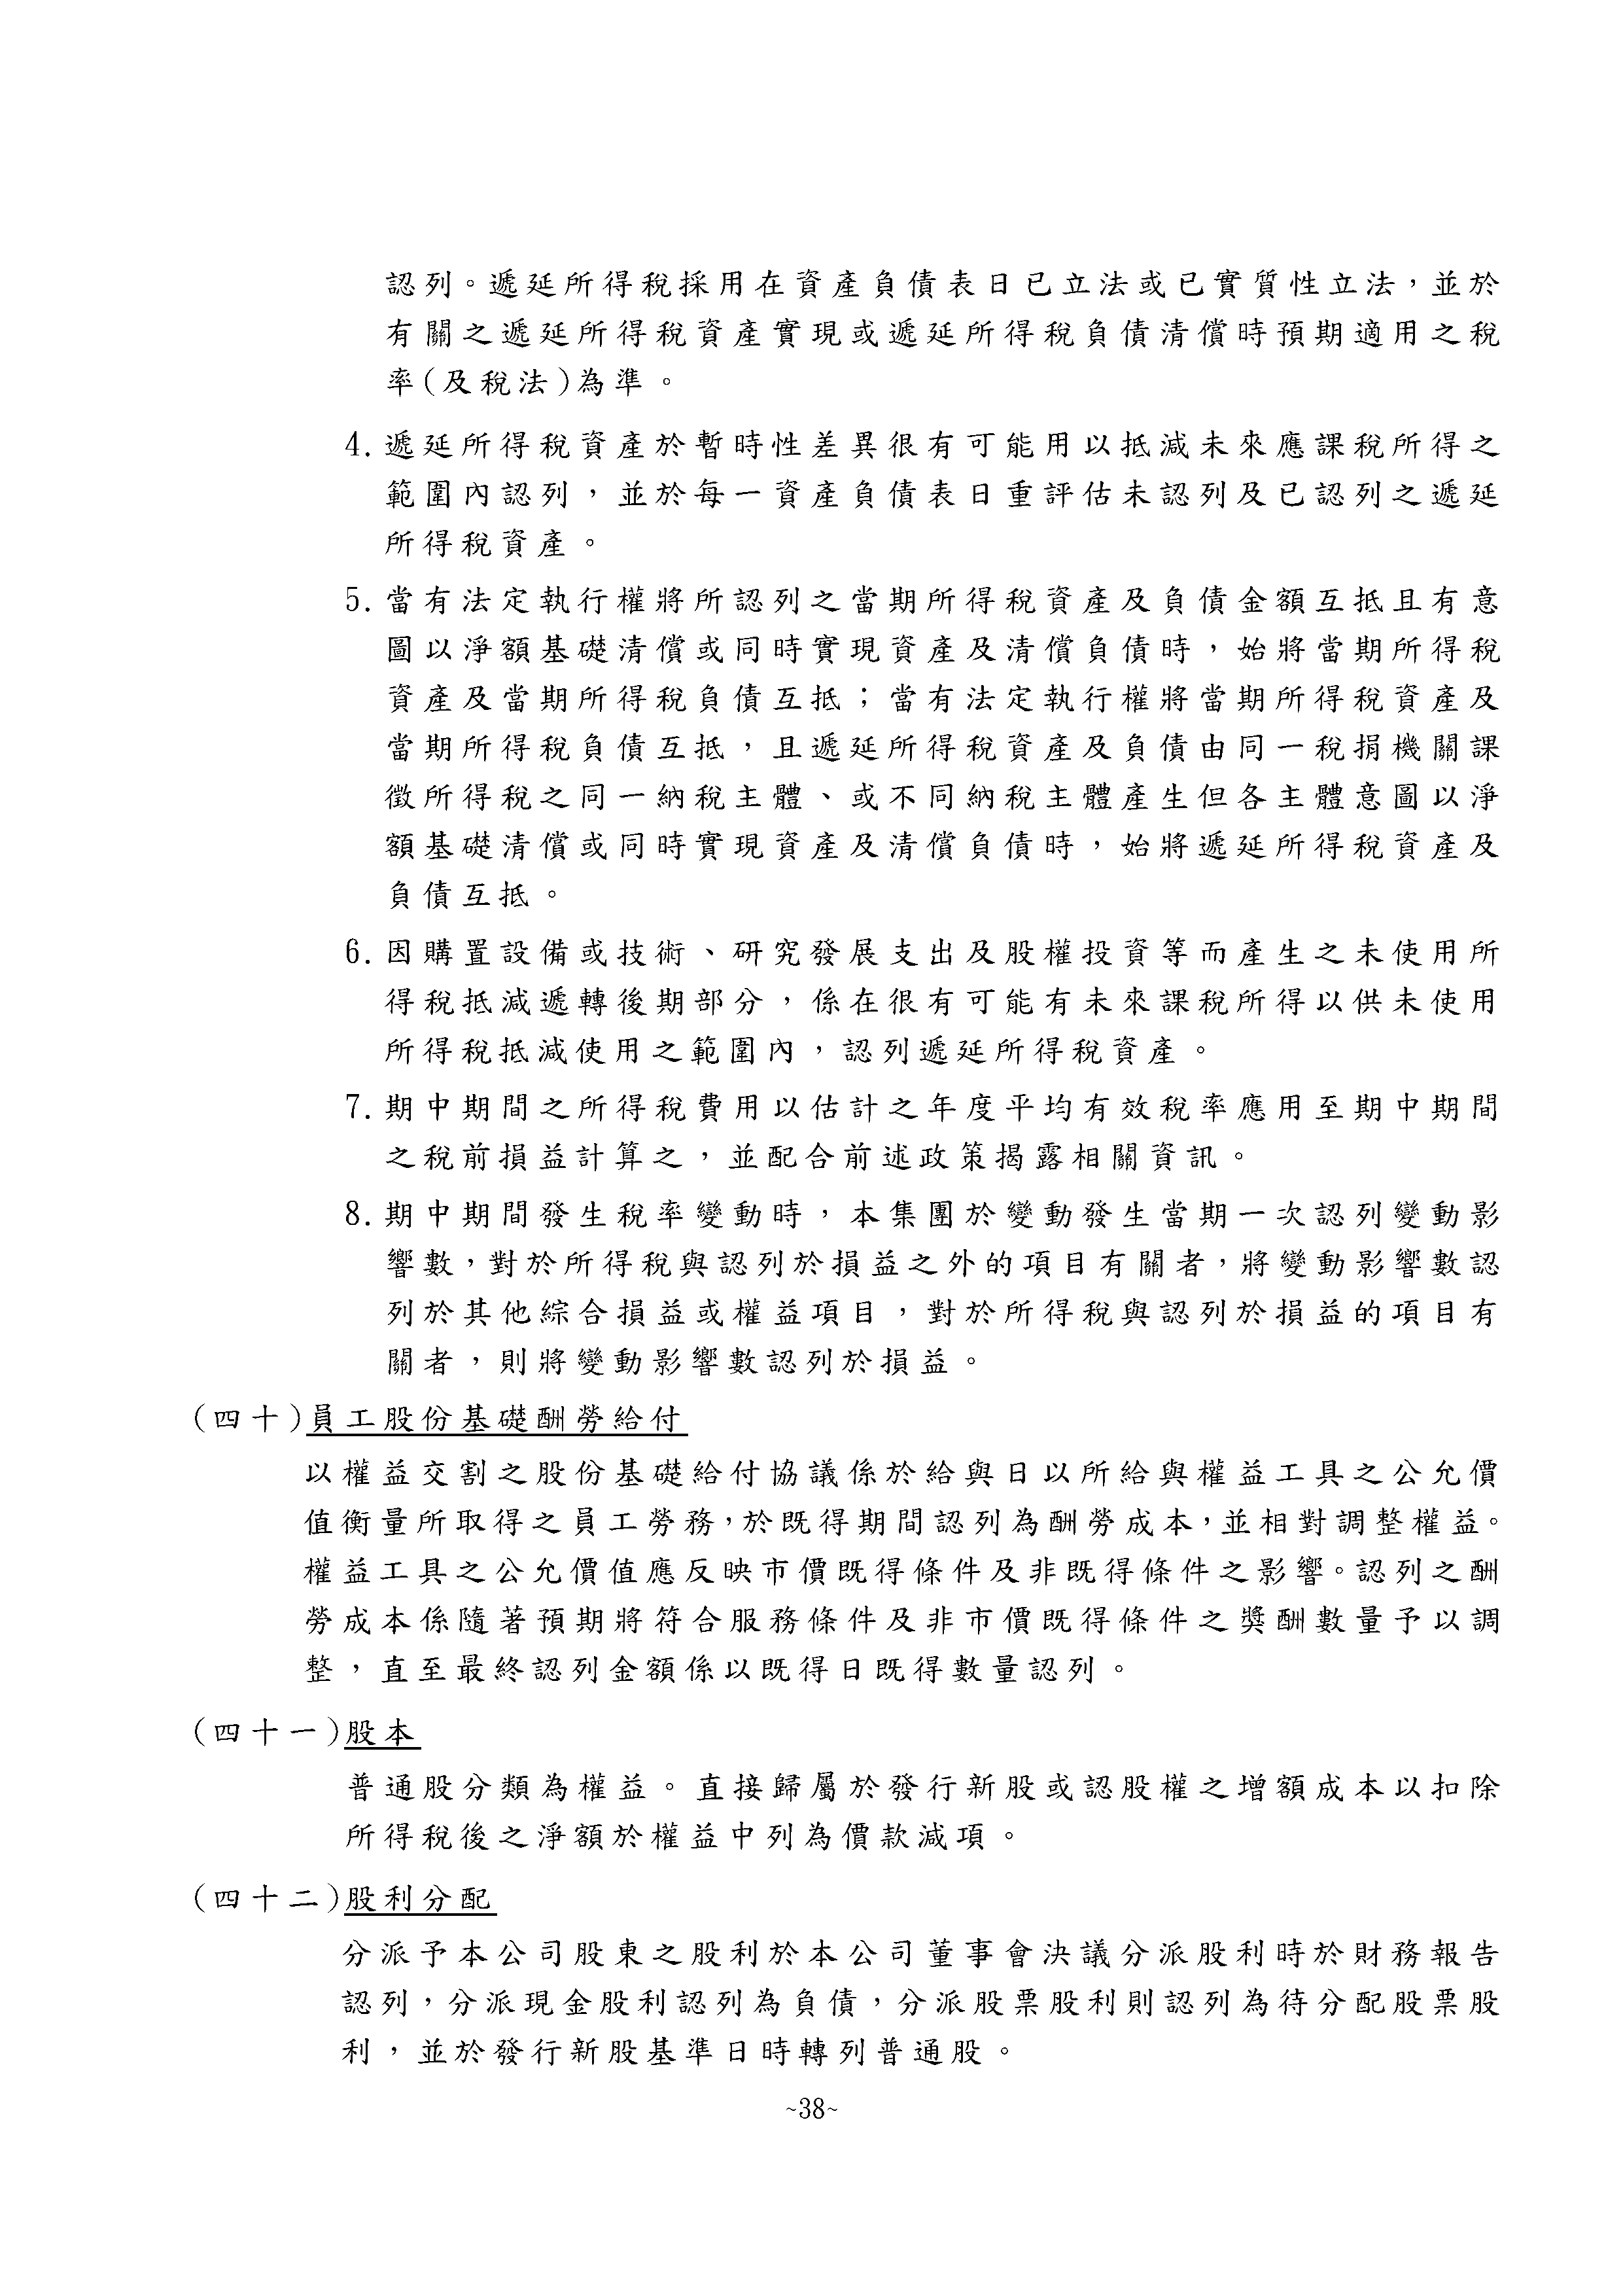 認列。遞延所得稅採用在資產負債表日已立法或已實質性立法，並於
有關之遞延所得稅資產實現或遞延所得稅負債清償時預期適用之稅
率(及稅法)為準。
4.遞延所得稅資產於暫時性差異很有可能用以抵減未來應課稅所得之
範圍內認列，並於每一資產負債表日重評估未認列及已認列之遞延
所得稅資產。
5.當有法定執行權將所認列之當期所得稅資產及負債金額互抵且有意
圖以淨額基礎清償或同時實現資產及清償負債時，始將當期所得稅
資產及當期所得稅負債互抵；當有法定執行權將當期所得稅資產及
當期所得稅負債互抵，且遞延所得稅資產及負債由同一稅捐機關課
徵所得稅之同一納稅主體、或不同納稅主體產生但各主體意圖以淨
額基礎清償或同時實現資產及清償負債時，始將遞延所得稅資產及
負債互抵。
6.因購置設備或技術、研究發展支出及股權投資等而產生之未使用所
得稅抵減遞轉後期部分，係在很有可能有未來課稅所得以供未使用
所得稅抵減使用之範圍內，認列遞延所得稅資產。
7.期中期間之所得稅費用以估計之年度平均有效稅率應用至期中期間
之稅前損益計算之，並配合前述政策揭露相關資訊。
8.期中期間發生稅率變動時，本集團於變動發生當期一次認列變動影
響數，對於所得稅與認列於損益之外的項目有關者，將變動影響數認
列於其他綜合損益或權益項目，對於所得稅與認列於損益的項目有
關者，則將變動影響數認列於損益。
(四十)員工股份基礎酬勞給付
以權益交割之股份基礎給付協議係於給與日以所給與權益工具之公允價
值衡量所取得之員工勞務，於既得期間認列為酬勞成本，並相對調整權益。
權益工具之公允價值應反映市價既得條件及非既得條件之影響。認列之酬
勞成本係隨著預期將符合服務條件及非市價既得條件之獎酬數量予以調
整，直至最終認列金額係以既得日既得數量認列。
(四十一)股本
普通股分類為權益。直接歸屬於發行新股或認股權之增額成本以扣除
所得稅後之淨額於權益中列為價款減項。
(四十二)股利分配
分派予本公司股東之股利於本公司董事會決議分派股利時於財務報告
認列，分派現金股利認列為負債，分派股票股利則認列為待分配股票股
利，並於發行新股基準日時轉列普通股。
~38~